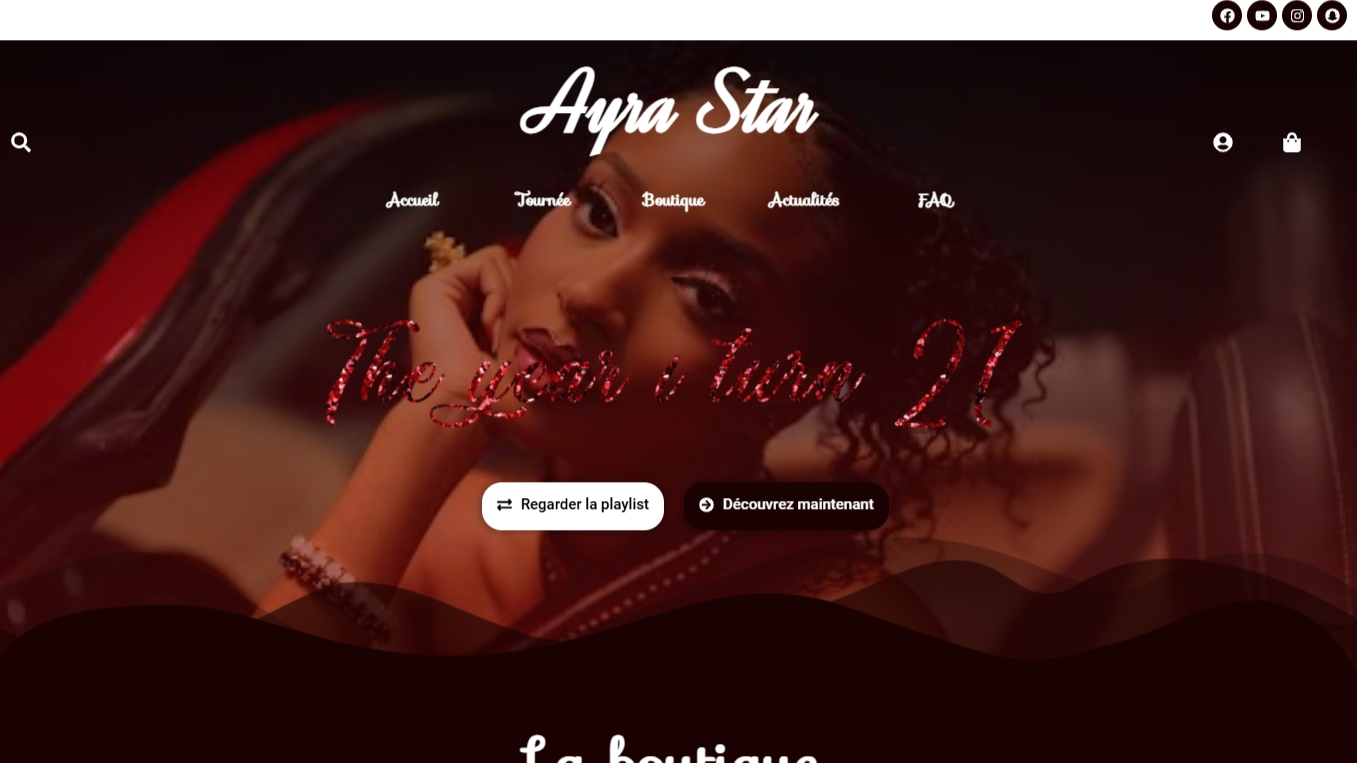 Ayra Star
Accueil Tournée Boutique Actualités FAQ
The year i turn 21
Regarder la playlist Découvrez maintenant
La boutique